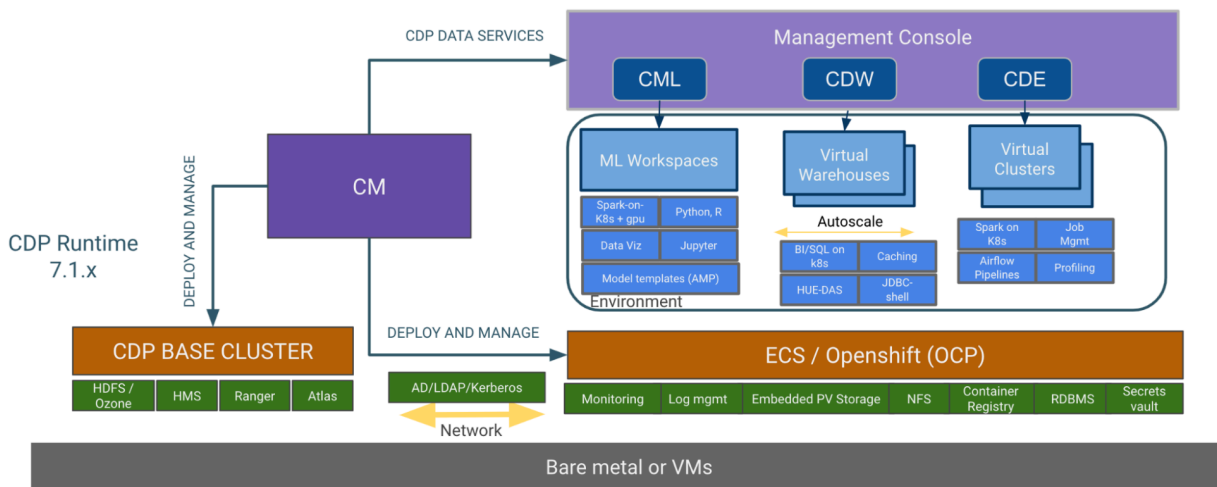 CDP DATA SERVICES
Management Console
CML
CDW
CDE
ML Workspaces
Virtual
Warehouses
Virtual
Clusters
Spark-on-
K8s + gpu
Python, R
Data Viz
Jupyter
Model templates (AMP)
Autoscale
BI/SQL on
k8s
Caching
HUE-DAS
JDBC-
shell
Spark on
K8s
Job
Mgmt
Airflow
Pipelines
Profiling
Environment
CM
DEPLOY AND MANAGE
CDP Runtime
7.1.x
DEPLOY AND MANAGE
CDP BASE CLUSTER
HDFS /
Ozone
HMS
Ranger
Atlas
AD/LDAP/Kerberos
Network
ECS / Openshift (OCP)
Monitoring
Log mgmt
Embedded PV Storage
NFS
Container
Registry
RDBMS
Secrets
vault
Bare metal or VMs